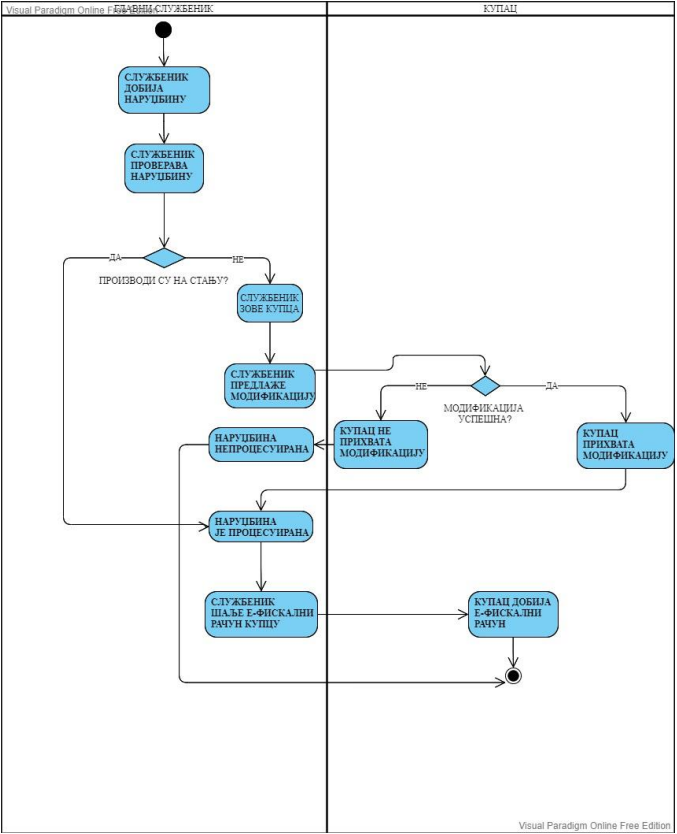 Visual Paradigm Online Free Edition
ГЛАВНИ СЛУЖБЕНИК
КУПАЦ
СЛУЖБЕНИК
ДОБИЈА
НАРУЏБИНУ
СЛУЖБЕНИК
ПРОВЕРАВА
НАРУЏБИНУ
ДА
НЕ
ПРОИЗВОДИ СУ НА СТАЊУ?
СЛУЖБЕНИК
ЗОВЕ КУПЦА
СЛУЖБЕНИК
ПРЕДЛАЖЕ
МОДИФИКАЦИЈУ
НЕ
ДА
МОДИФИКАЦИЈА
УСПЕШНА?
НАРУЏБИНА
НЕПРОЦЕСУИРАНА
КУПАЦ НЕ
ПРИХВАТА
МОДИФИКАЦИЈУ
КУПАЦ
ПРИХВАТА
МОДИФИКАЦИЈУ
НАРУЏБИНА
ЈЕ ПРОЦЕСУИРАНА
СЛУЖБЕНИК
ШАЉЕ Е-ФИСКАЛНИ
РАЧУН КУПЦУ
КУПАЦ ДОБИЈА
Е-ФИСКАЛНИ
РАЧУН
Visual Paradigm Online Free Edition